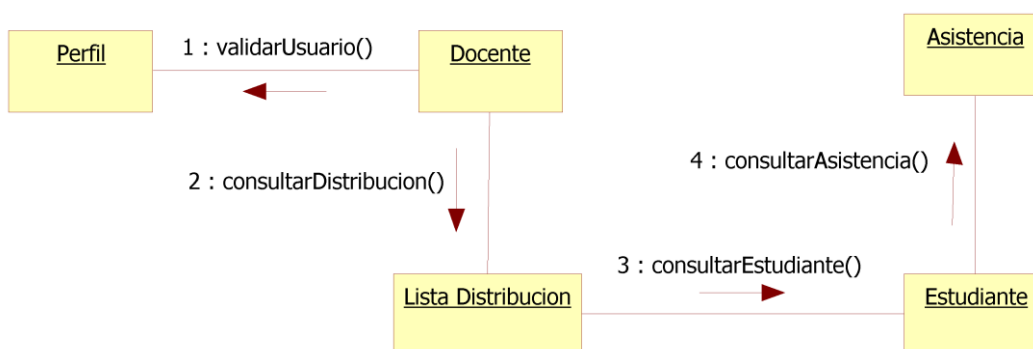 Perfil
1 : validarUsuario()
Docente
Asistencia
2 : consultarDistribucion()
4 : consultarAsistencia()
Lista Distribucion
3 : consultarEstudiante()
Estudiante